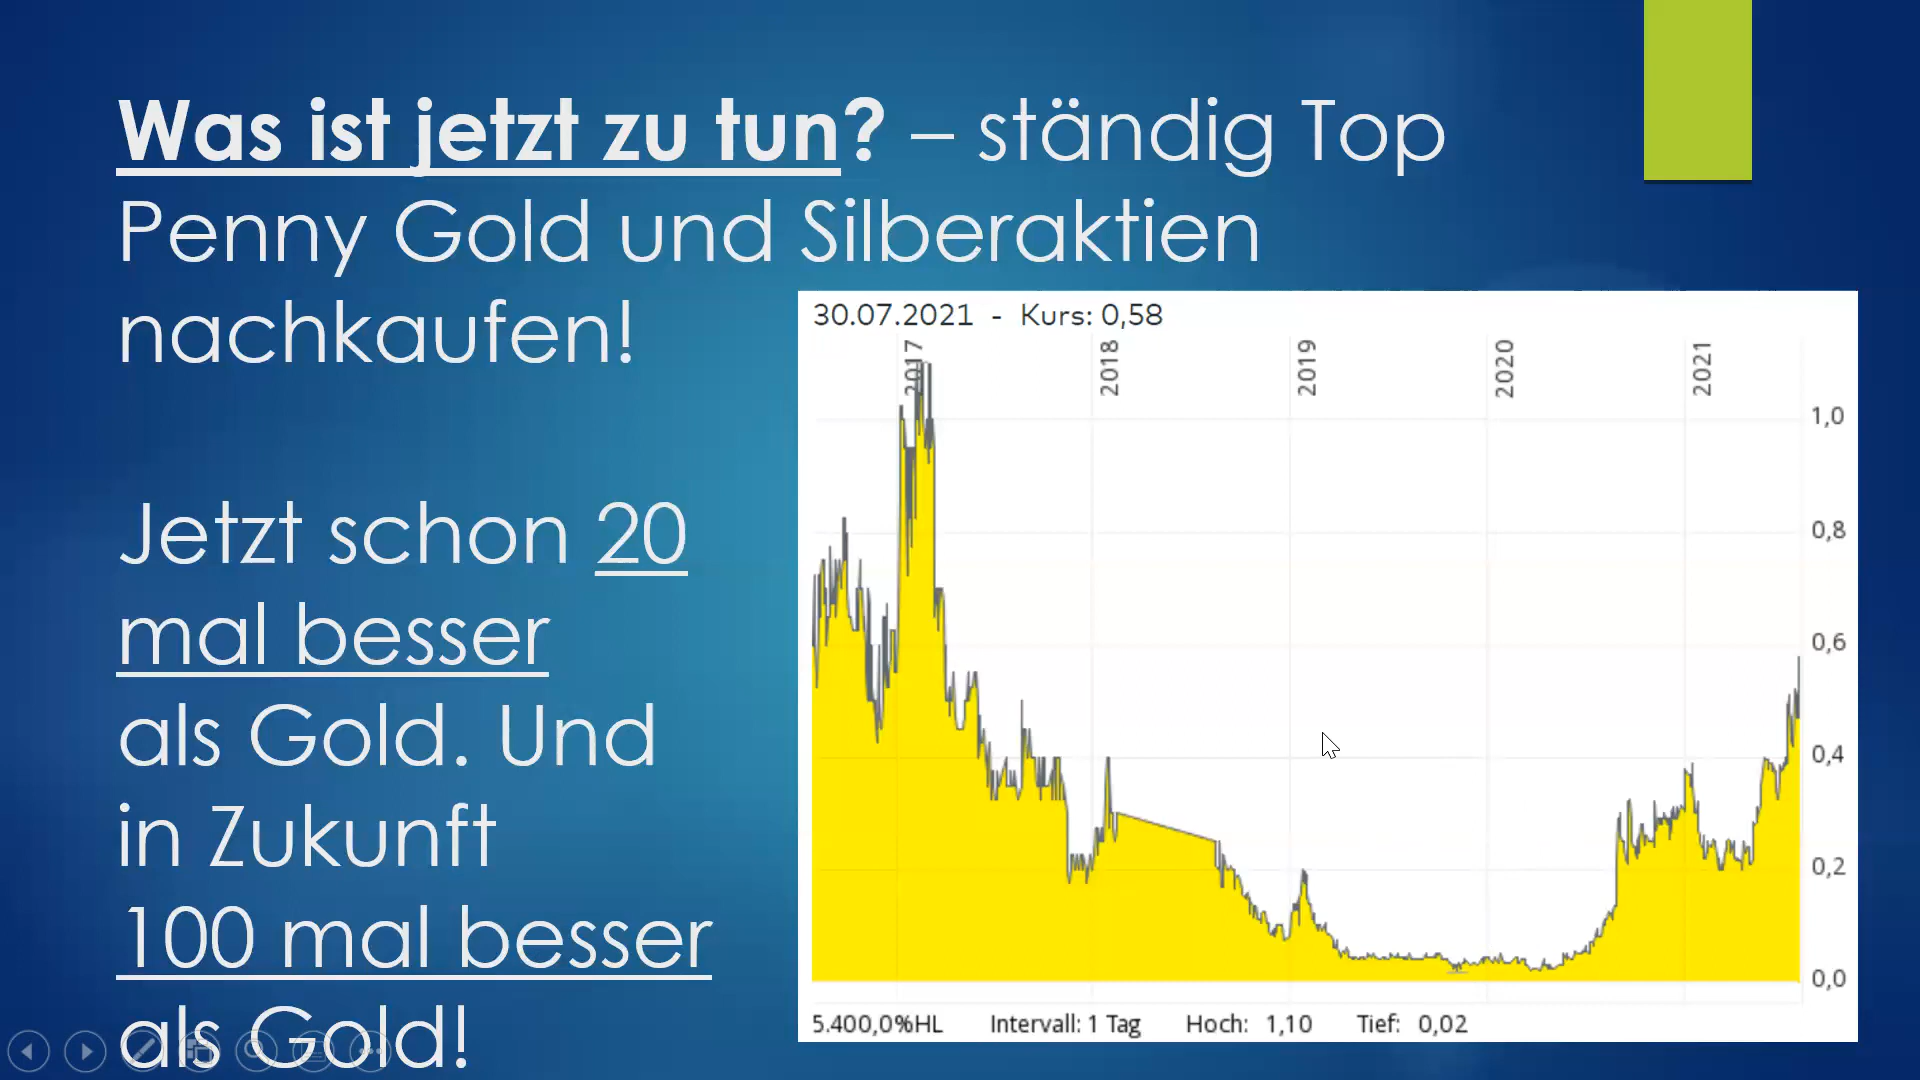 Was ist jetzt zu tun? – ständig Top
Penny Gold und Silberaktien
nachkaufen!
Jetzt schon 20
mal besser
als Gold. Und
in Zukunft
100 mal besser
als Gold!
30.07.2021 - Kurs: 0,58
2017
2018
2019
2020
2021
1,0
0,8
0,6
0,4
0,2
0,0
5.400,0%HL Intervall: 1 Tag Hoch: 1,10 Tief: 0,02